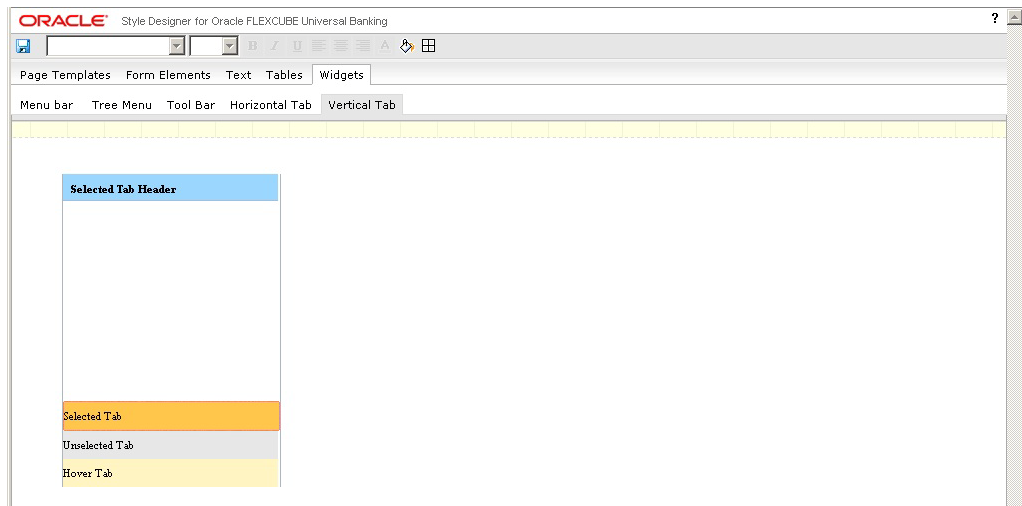 ORACLE® Style Designer for Oracle FLEXCUBE Universal Banking ?
B I U A
Page Templates Form Elements Text Tables Widgets
Menu bar Tree Menu Tool Bar Horizontal Tab Vertical Tab
Selected Tab Header
Selected Tab
Unselected Tab
Hover Tab